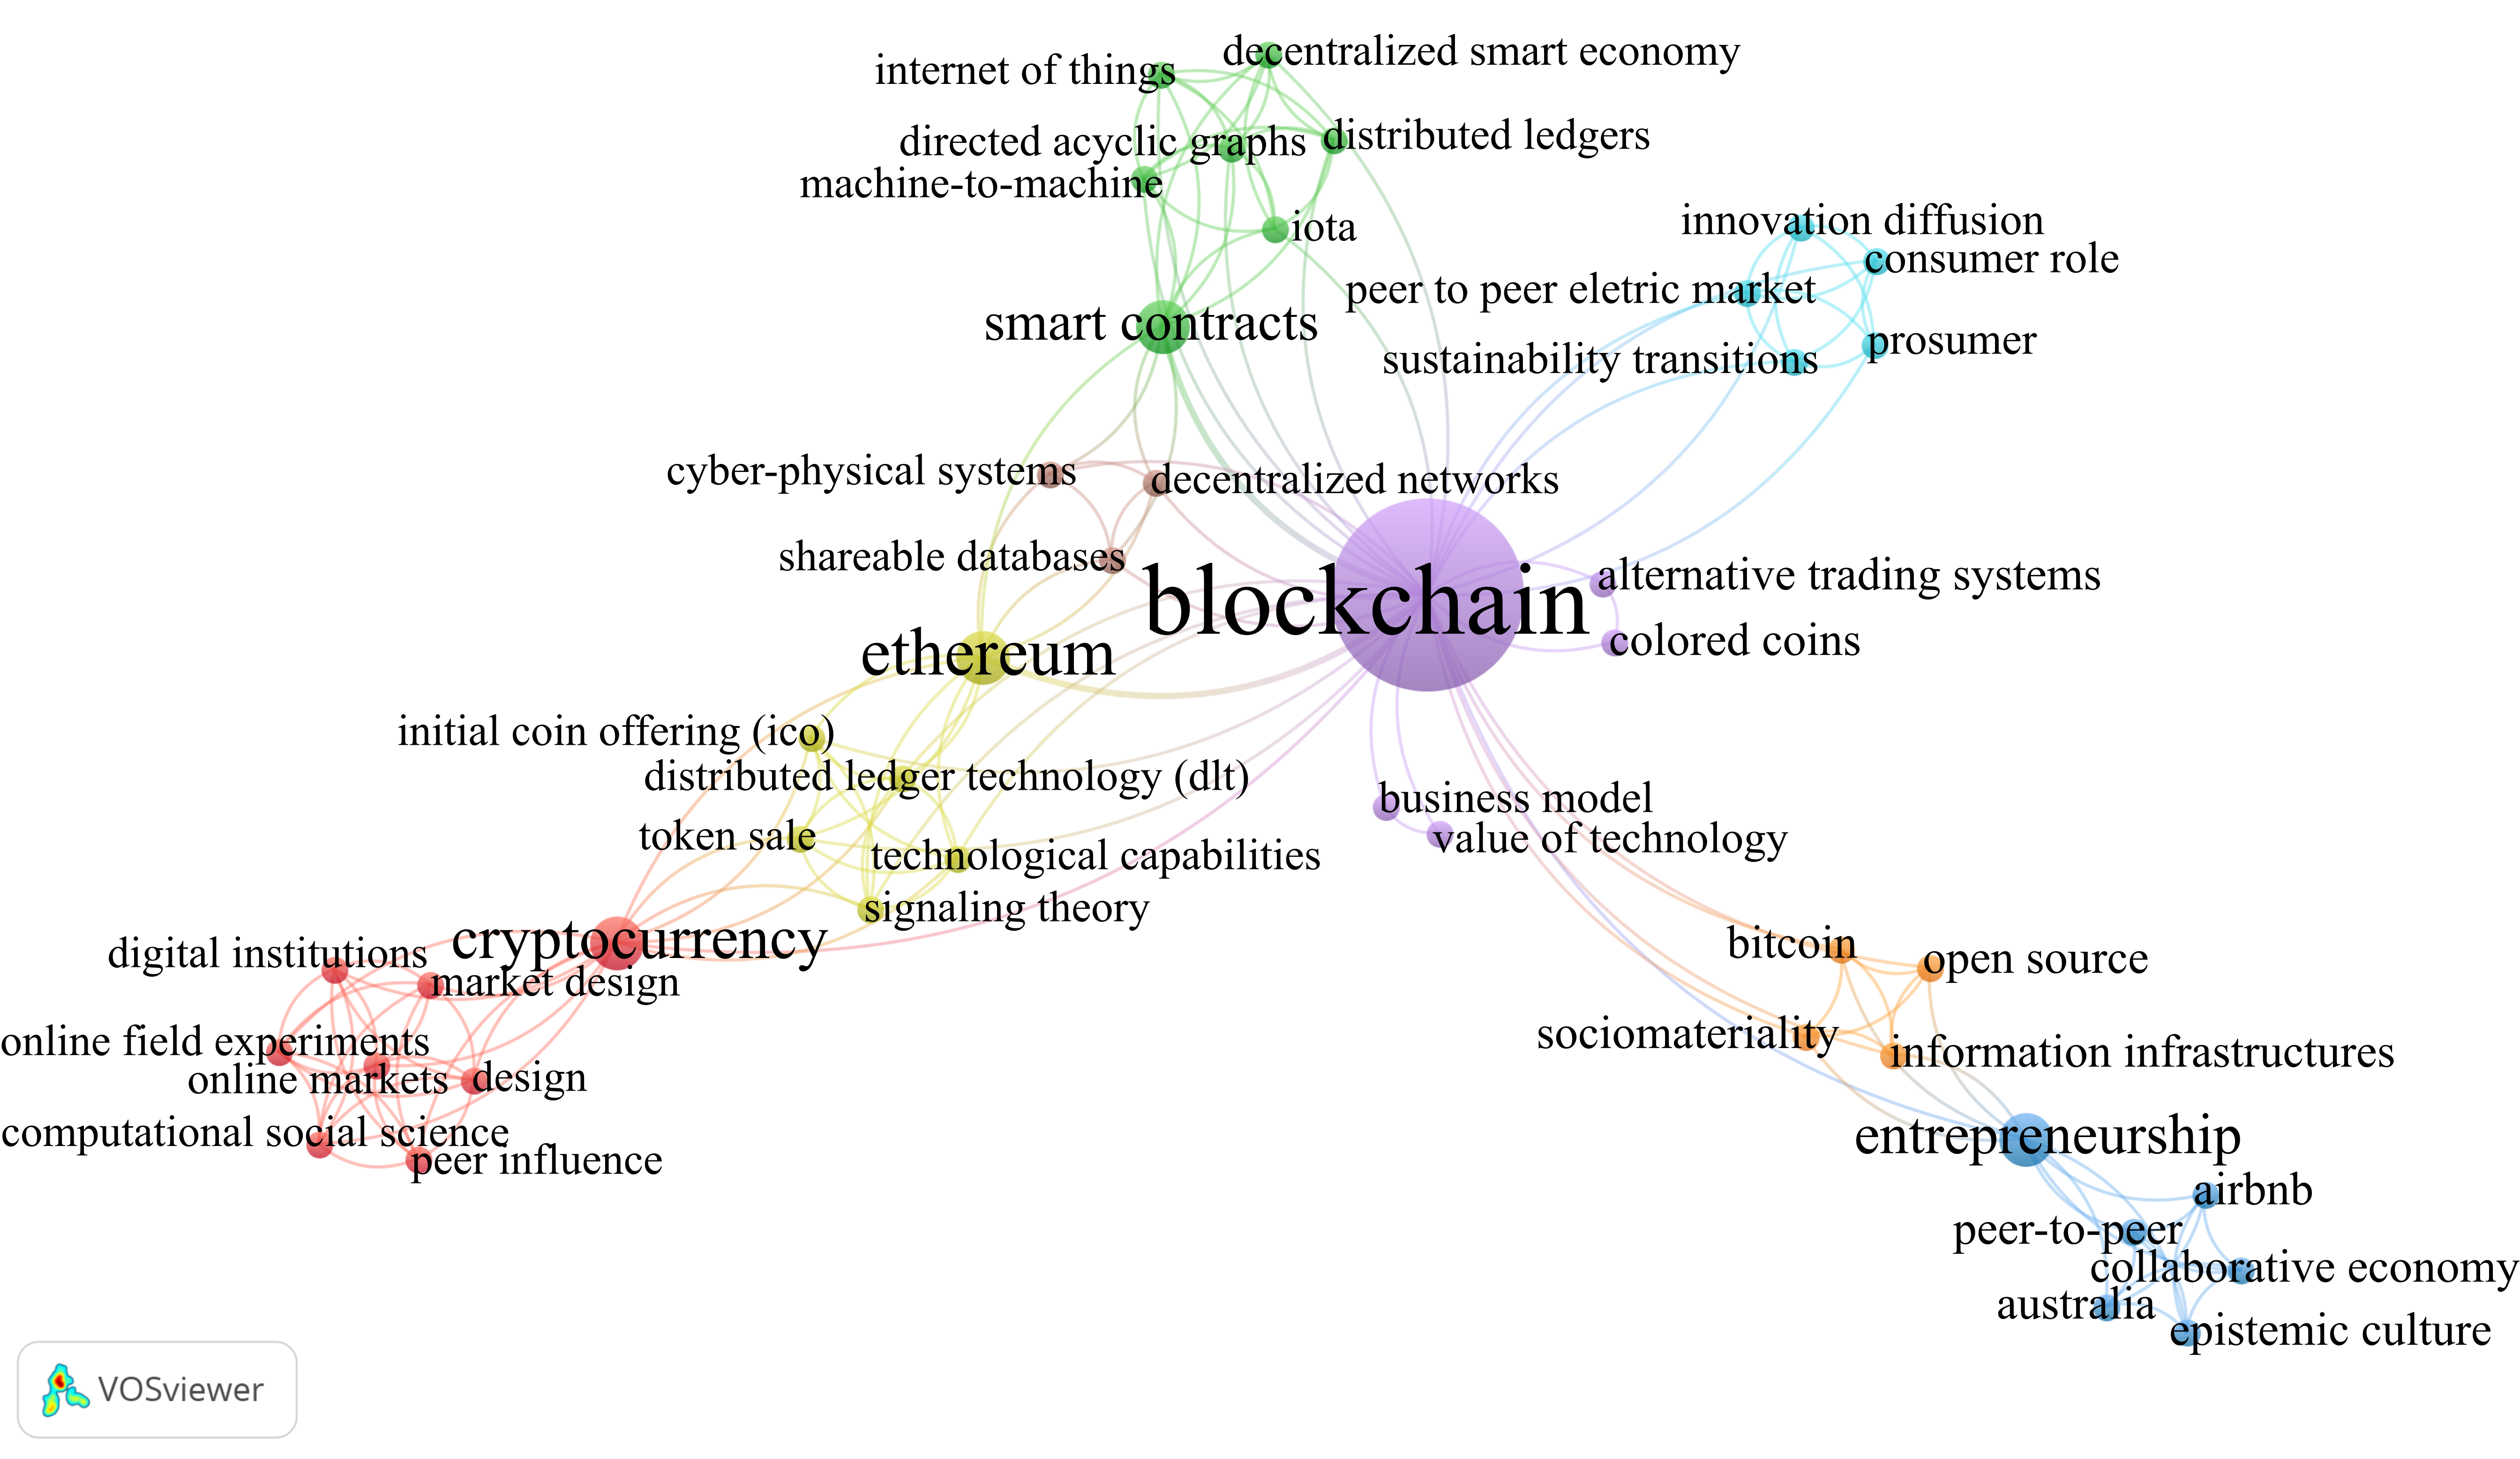 decentralized smart economy
internet of things
directed acyclic graphs
distributed ledgers
machine-to-machine
iota
innovation diffusion
consumer role
peer to peer eletric market
smart contracts
prosumer
sustainability transitions
cyber-physical systems
decentralized networks
shareable databases
blockchain
alternative trading systems
colored coins
ethereum
initial coin offering (ico)
distributed ledger technology (dlt)
business model
token sale
value of technology
technological capabilities
signaling theory
cryptocurrency
bitcoin
digital institutions
open source
market design
sociomateriality
online field experiments
information infrastructures
online markets
design
computational social science
entrepreneurship
peer influence
airbnb
peer-to-peer
collaborative economy
australia
epistemic culture
VOSviewer